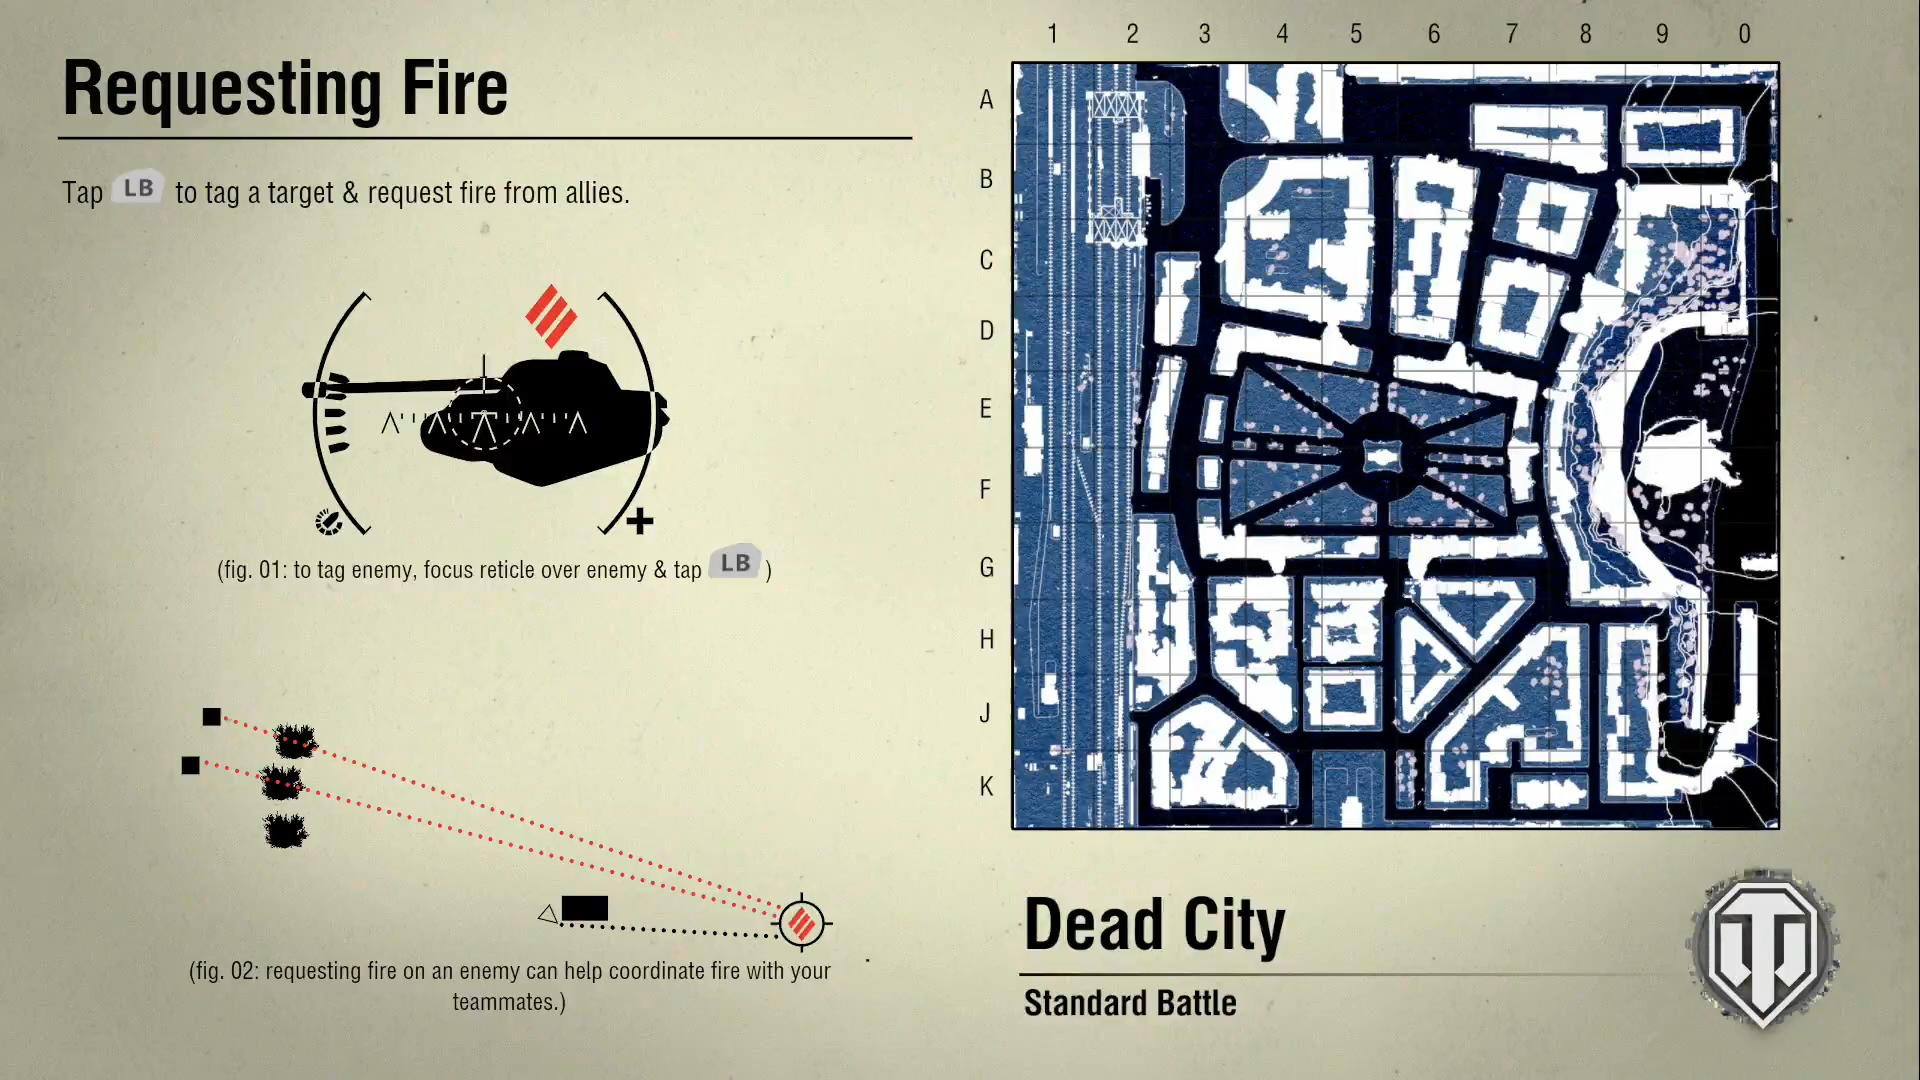 Requesting Fire
Tap LB to tag a target & request fire from allies.
(fig. 01: to tag enemy, focus reticle over enemy & tap LB )
(fig. 02: requesting fire on an enemy can help coordinate fire with your
teammates.)
1 2 3 4 5 6 7 8 9 0
A
B
C
D
E
F
G
H
J
K
Dead City
Standard Battle